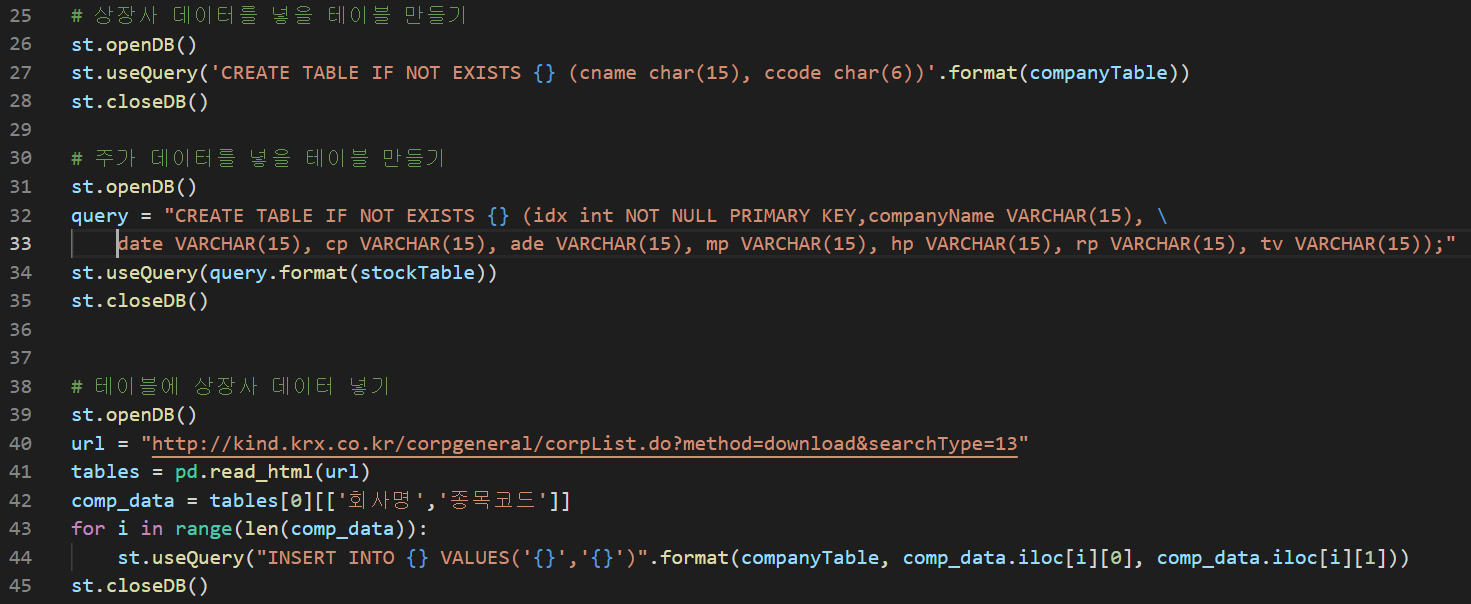 25 # 상장사 데이터를 넣을 테이블 만들기
26 st.openDB()
27 st.useQuery('CREATE TABLE IF NOT EXISTS {} (cname char(15), ccode char(6))'.format(companyTable))
28 st.closeDB()
29
30 # 주가 데이터를 넣을 테이블 만들기
31 st.openDB()
32 query = "CREATE TABLE IF NOT EXISTS {} (idx int NOT NULL PRIMARY KEY,companyName VARCHAR(15), \
33     date VARCHAR(15), cp VARCHAR(15), ade VARCHAR(15), mp VARCHAR(15), hp VARCHAR(15), rp VARCHAR(15), tv VARCHAR(15));"
34 st.useQuery(query.format(stockTable))
35 st.closeDB()
36
37
38 # 테이블에 상장사 데이터 넣기
39 st.openDB()
40 url = "http://kind.krx.co.kr/corpgeneral/corpList.do?method=download&searchType=13"
41 tables = pd.read_html(url)
42 comp_data = tables[0][['회사명','종목코드']]
43 for i in range(len(comp_data)):
44     st.useQuery("INSERT INTO {} VALUES('{}','{}')".format(companyTable, comp_data.iloc[i][0], comp_data.iloc[i][1]))
45 st.closeDB()